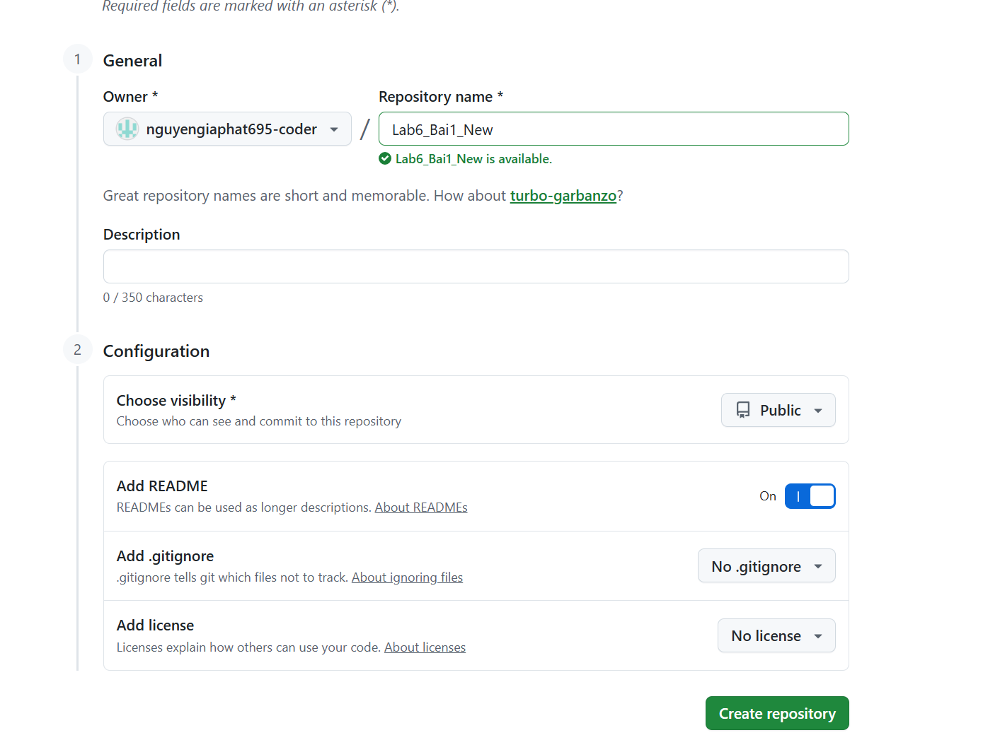 Required fields are marked with an asterisk (*).
1
General
Owner *
Repository name *
nguyengiaphat695-coder
/
Lab6_Bai1_New
Lab6_Bai1_New is available.
Great repository names are short and memorable. How about turbo-garbanzo?
Description
0 / 350 characters
2
Configuration
Choose visibility *
Choose who can see and commit to this repository
Public
Add README
READMEs can be used as longer descriptions. About READMEs
On
Add .gitignore
.gitignore tells git which files not to track. About ignoring files
No .gitignore
Add license
Licenses explain how others can use your code. About licenses
No license
Create repository